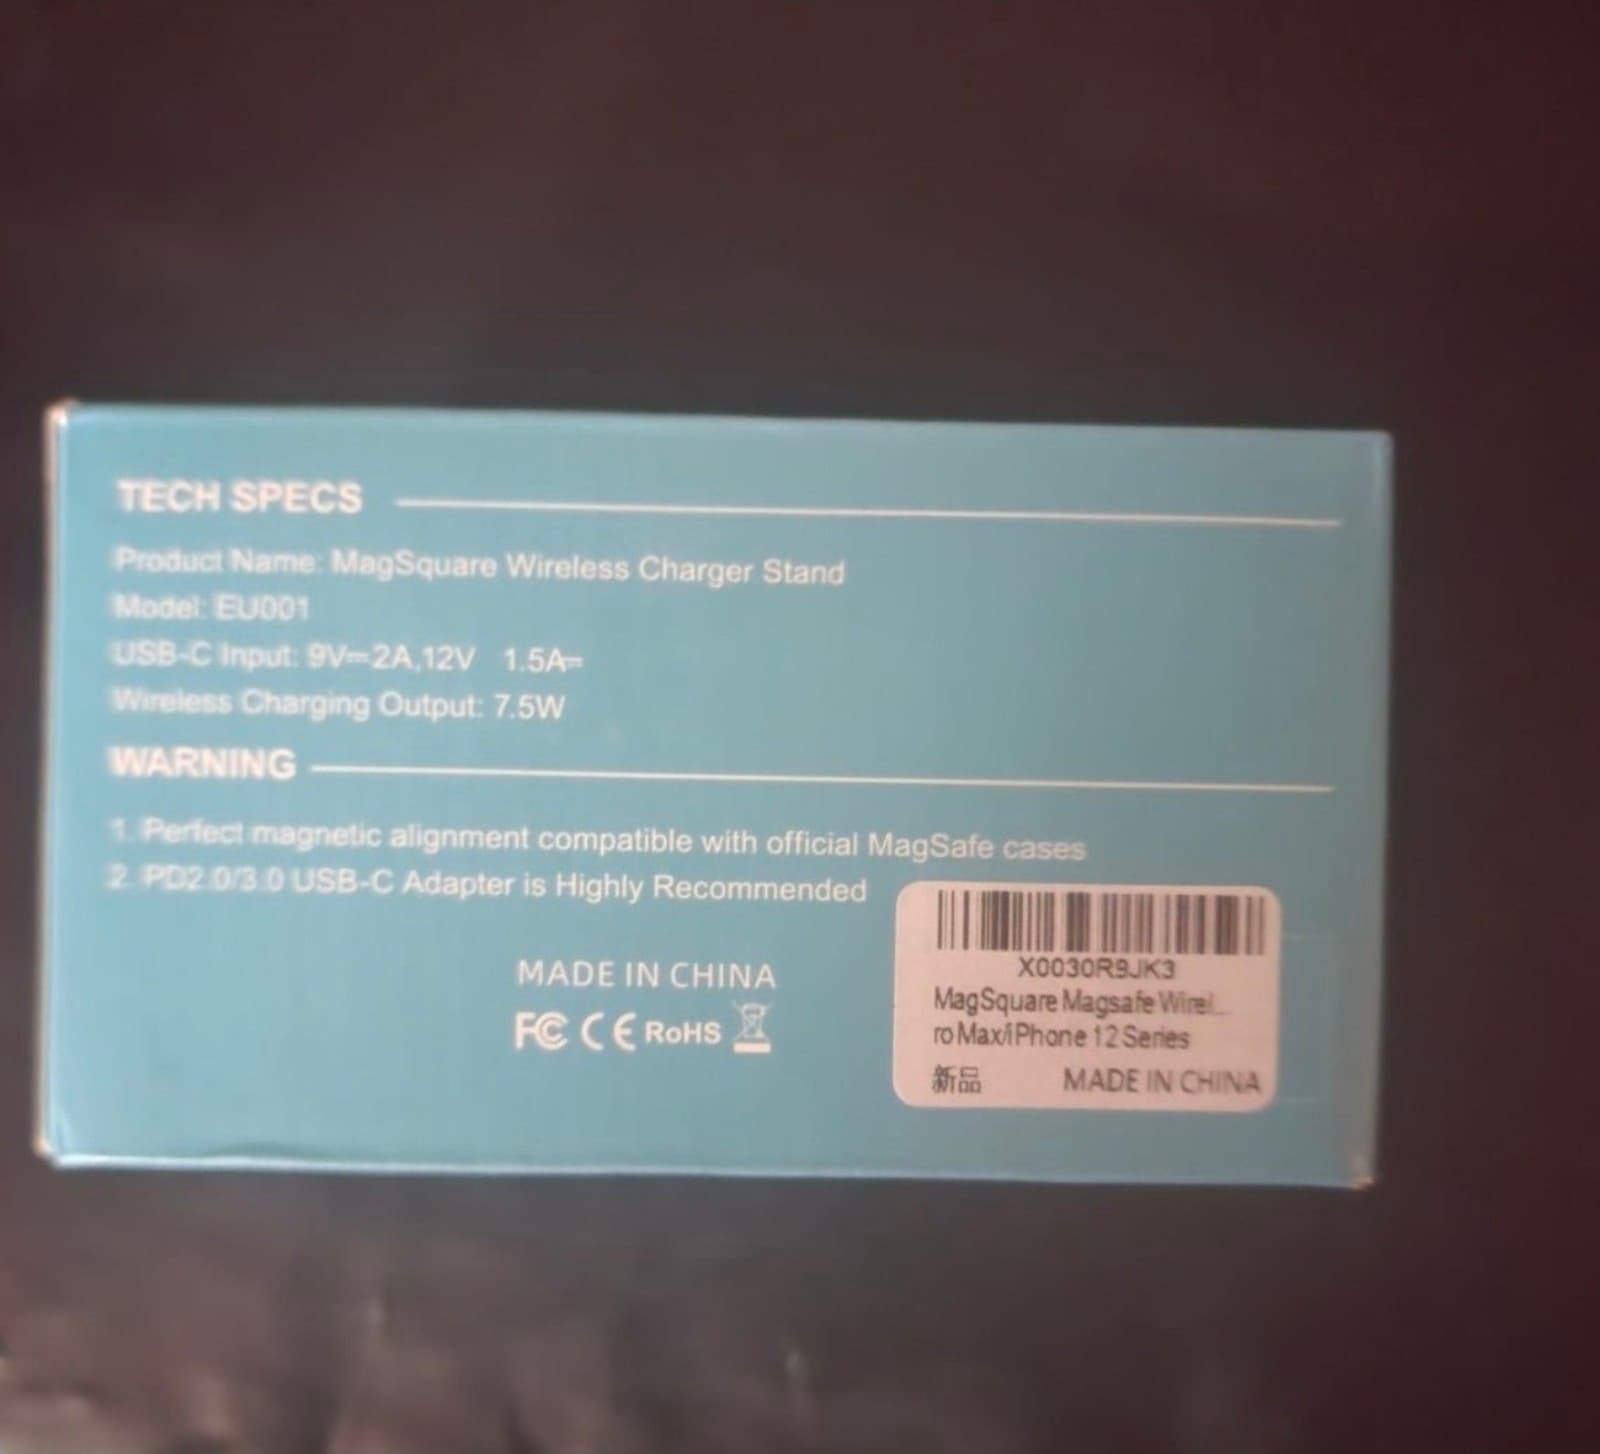 TECH SPECS
Product Name: MagSquare Wireless Charger Stand
Model: EU001
USB-C Input: 9V⎓2A,12V 1.5A⎓
Wireless Charging Output: 7.5W
WARNING
1. Perfect magnetic alignment compatible with official MagSafe cases
2. PD2.0/3.0 USB-C Adapter is Highly Recommended
MADE IN CHINA
FC CE RoHS
X0030R9JK3
MagSquare Magsafe Wirel...
ro Max/iPhone 12 Series
新品 MADE IN CHINA